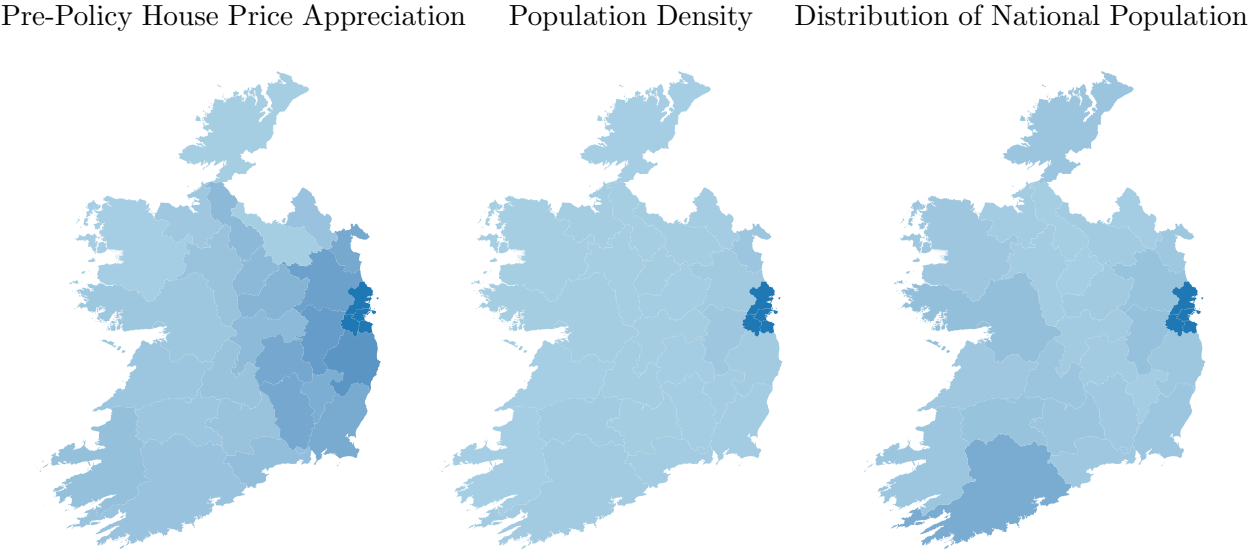 Pre-Policy House Price Appreciation
Population Density
Distribution of National Population